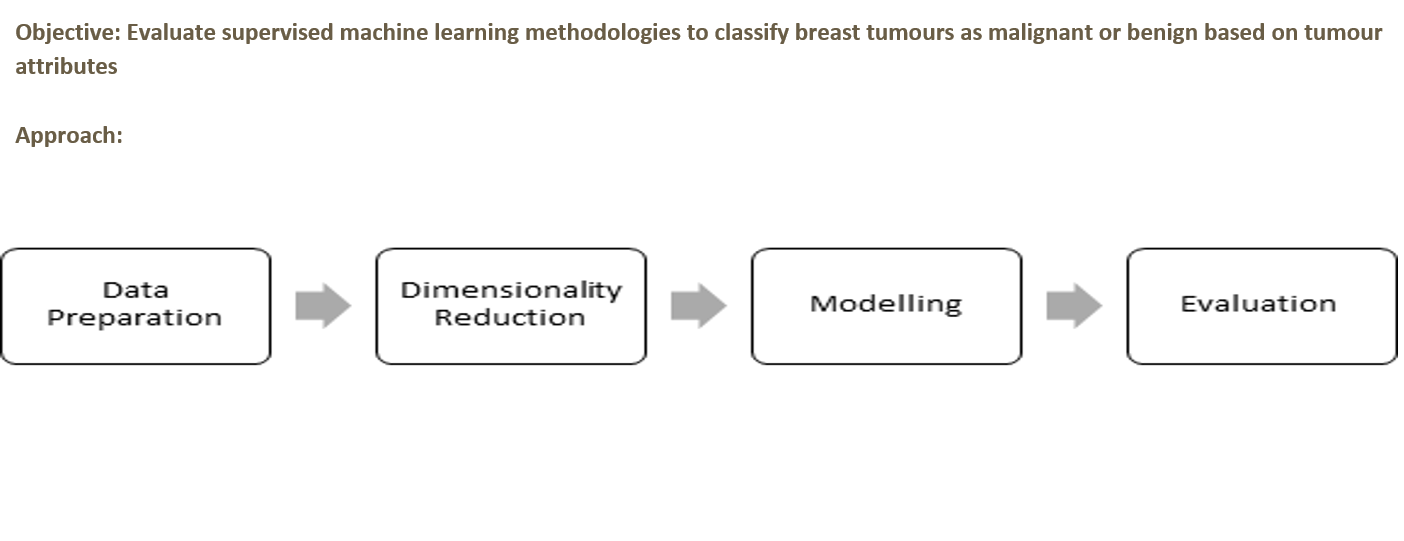 Objective: Evaluate supervised machine learning methodologies to classify breast tumours as malignant or benign based on tumour
attributes
Approach:
Data
Preparation
Dimensionality
Reduction
Modelling
Evaluation